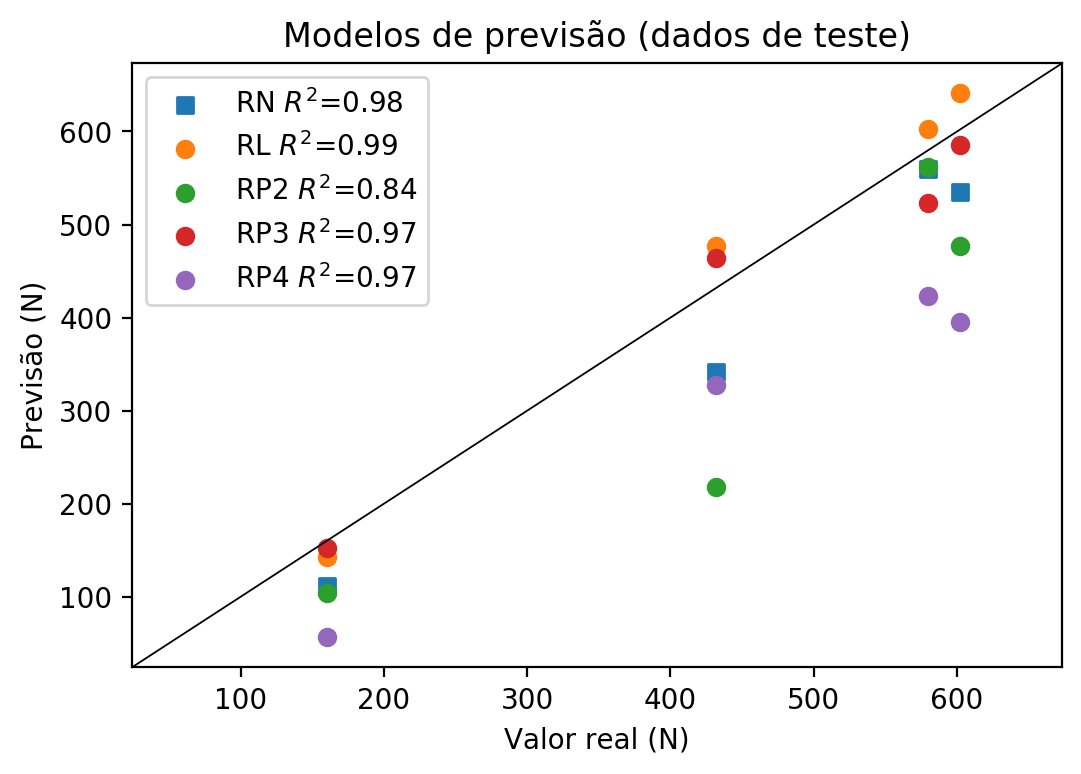 Modelos de previsão (dados de teste)
RN R²=0.98
RL R²=0.99
RP2 R²=0.84
RP3 R²=0.97
RP4 R²=0.97
Previsão (N)
600
500
400
300
200
100
100 200 300 400 500 600
Valor real (N)